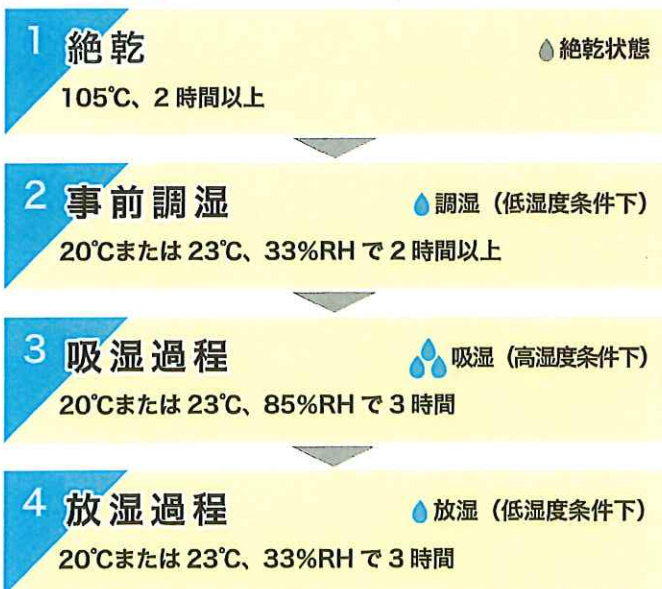 1 絶乾 絶乾状態
105℃、2時間以上
2 事前調湿 調湿（低湿度条件下）
20℃または23℃、33%RHで2時間以上
3 吸湿過程 吸湿（高湿度条件下）
20℃または23℃、85%RHで3時間
4 放湿過程 放湿（低湿度条件下）
20℃または23℃、33%RHで3時間